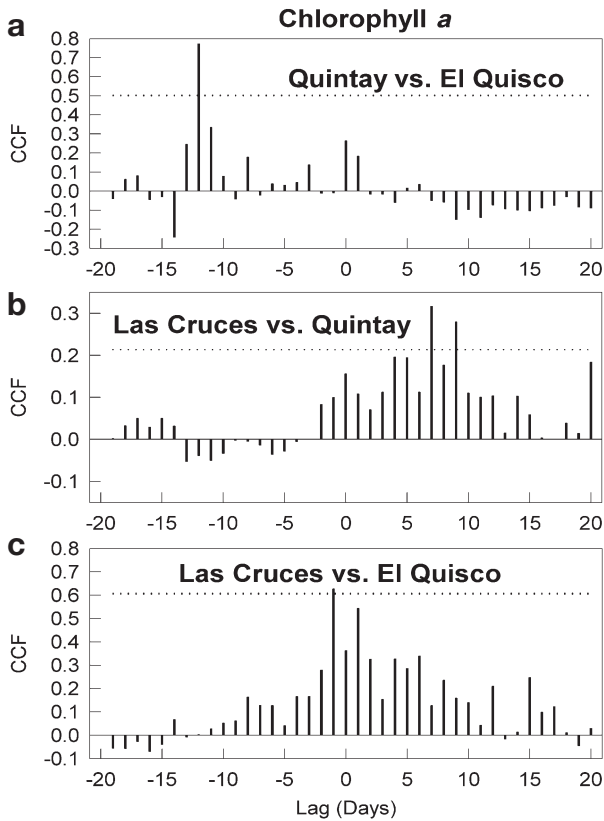 Chlorophyll a
a
0.8
0.7
0.6
0.5
0.4
0.3
0.2
0.1
0.0
-0.1
-0.2
-0.3
CCF
Quintay vs. El Quisco
-20 -15 -10 -5 0 5 10 15 20
b
0.3
0.2
0.1
0.0
-0.1
CCF
Las Cruces vs. Quintay
-20 -15 -10 -5 0 5 10 15 20
c
0.8
0.7
0.6
0.5
0.4
0.3
0.2
0.1
0.0
-0.1
CCF
Las Cruces vs. El Quisco
-20 -15 -10 -5 0 5 10 15 20
Lag (Days)